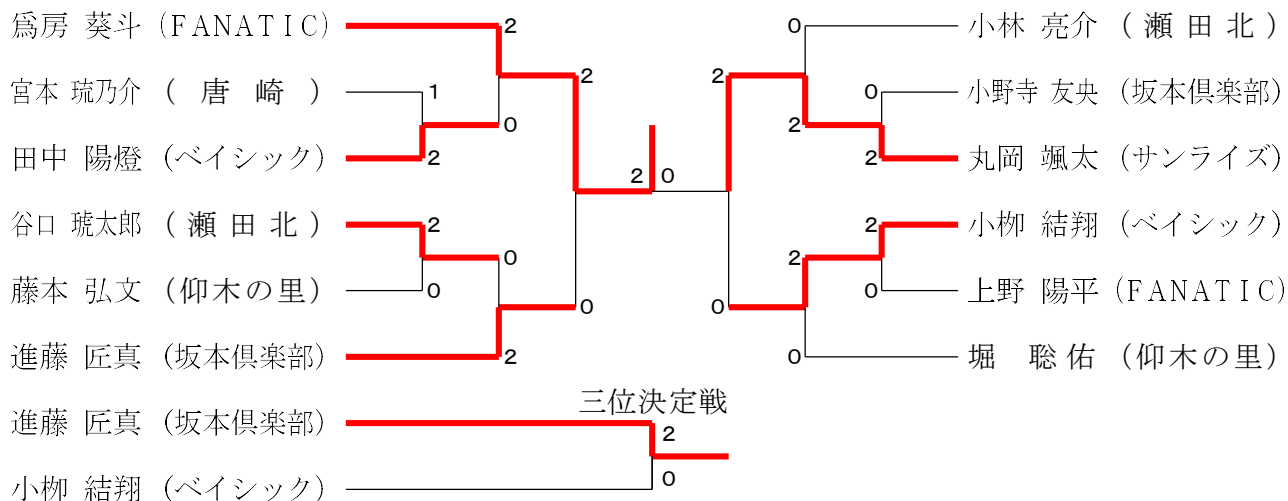 爲房 葵斗 (FANATIC)
宮本 琉乃介 ( 唐 崎 )
田中 陽燈 (ベイシック)
谷口 琥太郎 ( 瀬 田 北 )
藤本 弘文 (仰木の里)
進藤 匠真 (坂本倶楽部)
2
1
2
0
2
0
0
2
2
0
2 0
小林 亮介 ( 瀬 田 北 )
小野寺 友央 (坂本倶楽部)
丸岡 颯太 (サンライズ)
小栁 結翔 (ベイシック)
上野 陽平 (FANATIC)
堀 聡佑 (仰木の里)
0
0
2
2
2
0
2
0
2
0
三位決定戦
進藤 匠真 (坂本倶楽部)
小栁 結翔 (ベイシック)
2
0